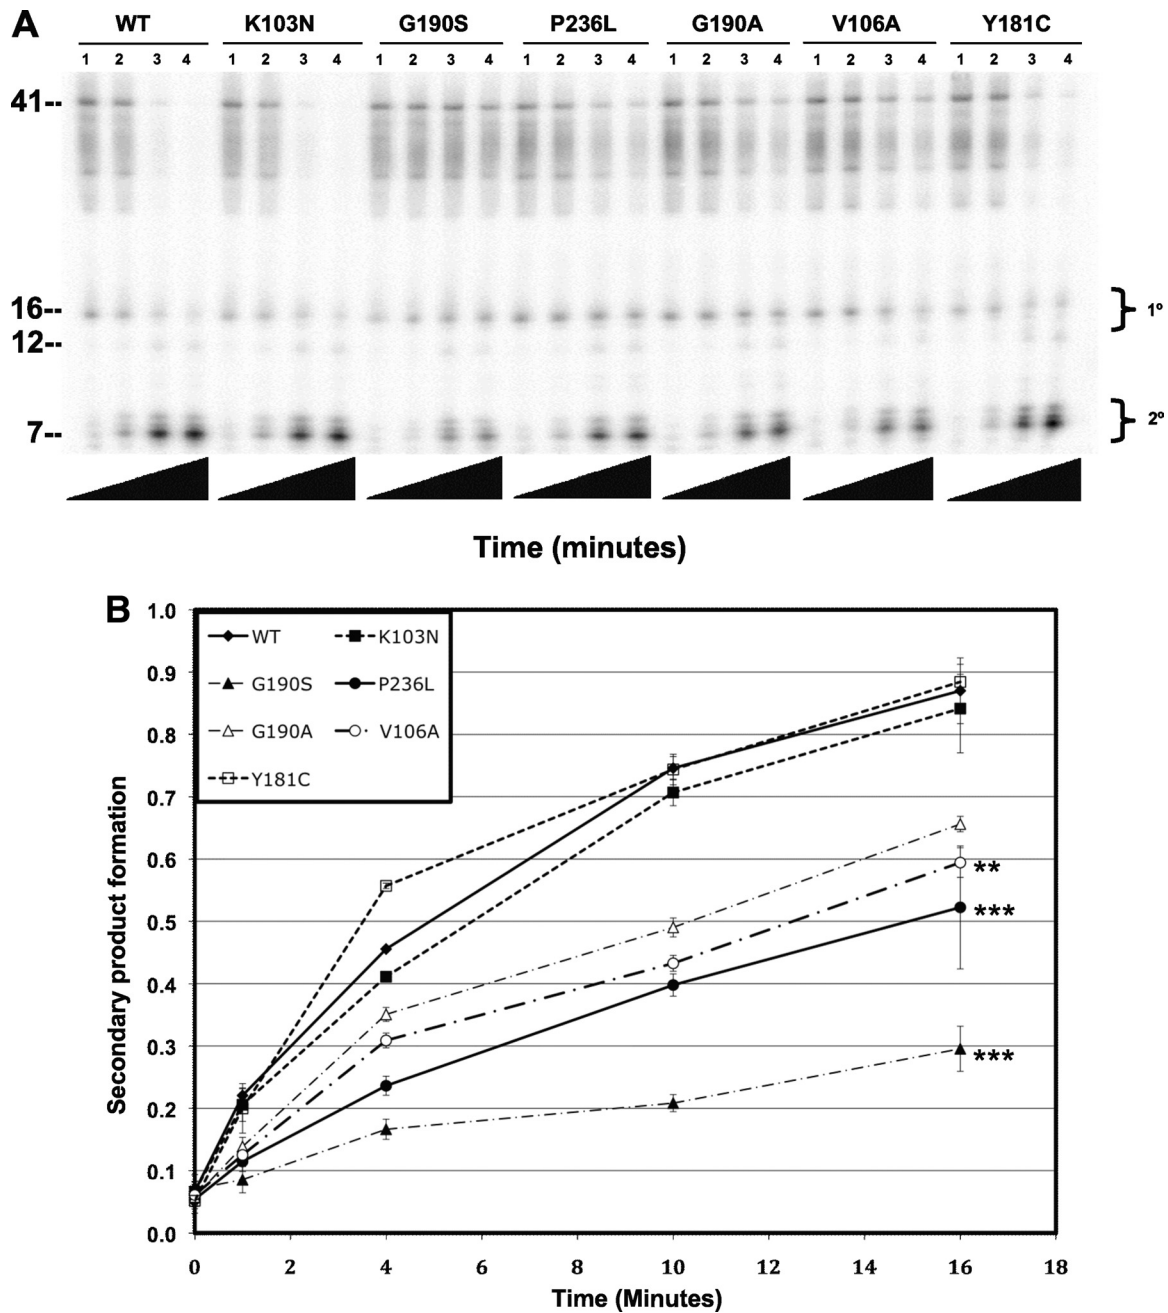 A
WT K103N G190S P236L G190A V106A Y181C
1 2 3 4 1 2 3 4 1 2 3 4 1 2 3 4 1 2 3 4 1 2 3 4 1 2 3 4
41--
16-- 1º
12--
7-- 2º
Time (minutes)
B
1.0
WT K103N
0.9
G190S P236L
0.8
G190A V106A
Y181C
0.7
0.6
**
0.5
***
0.4
0.3
***
0.2
0.1
0.0
Secondary product formation
0 2 4 6 8 10 12 14 16 18
Time (Minutes)